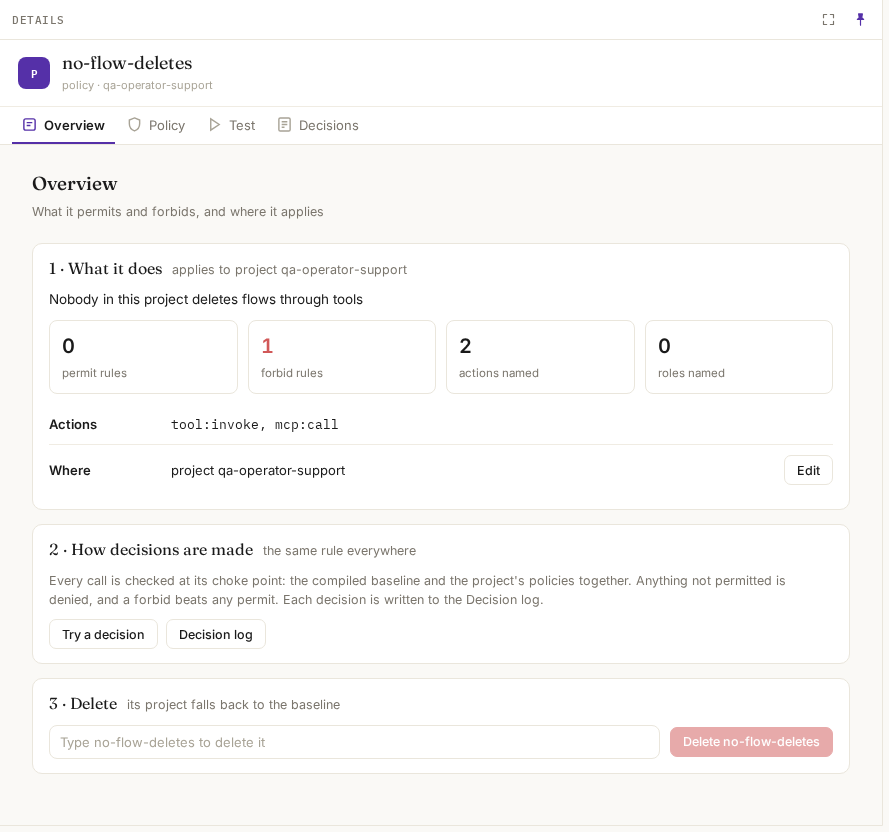 DETAILS
P
no-flow-deletes
policy · qa-operator-support
Overview
Policy
Test
Decisions
Overview
What it permits and forbids, and where it applies
1 · What it does applies to project qa-operator-support
Nobody in this project deletes flows through tools
0
permit rules
1
forbid rules
2
actions named
0
roles named
Actions tool:invoke, mcp:call
Where project qa-operator-support Edit
2 · How decisions are made the same rule everywhere
Every call is checked at its choke point: the compiled baseline and the project's policies together. Anything not permitted is
denied, and a forbid beats any permit. Each decision is written to the Decision log.
Try a decision
Decision log
3 · Delete its project falls back to the baseline
Type no-flow-deletes to delete it
Delete no-flow-deletes